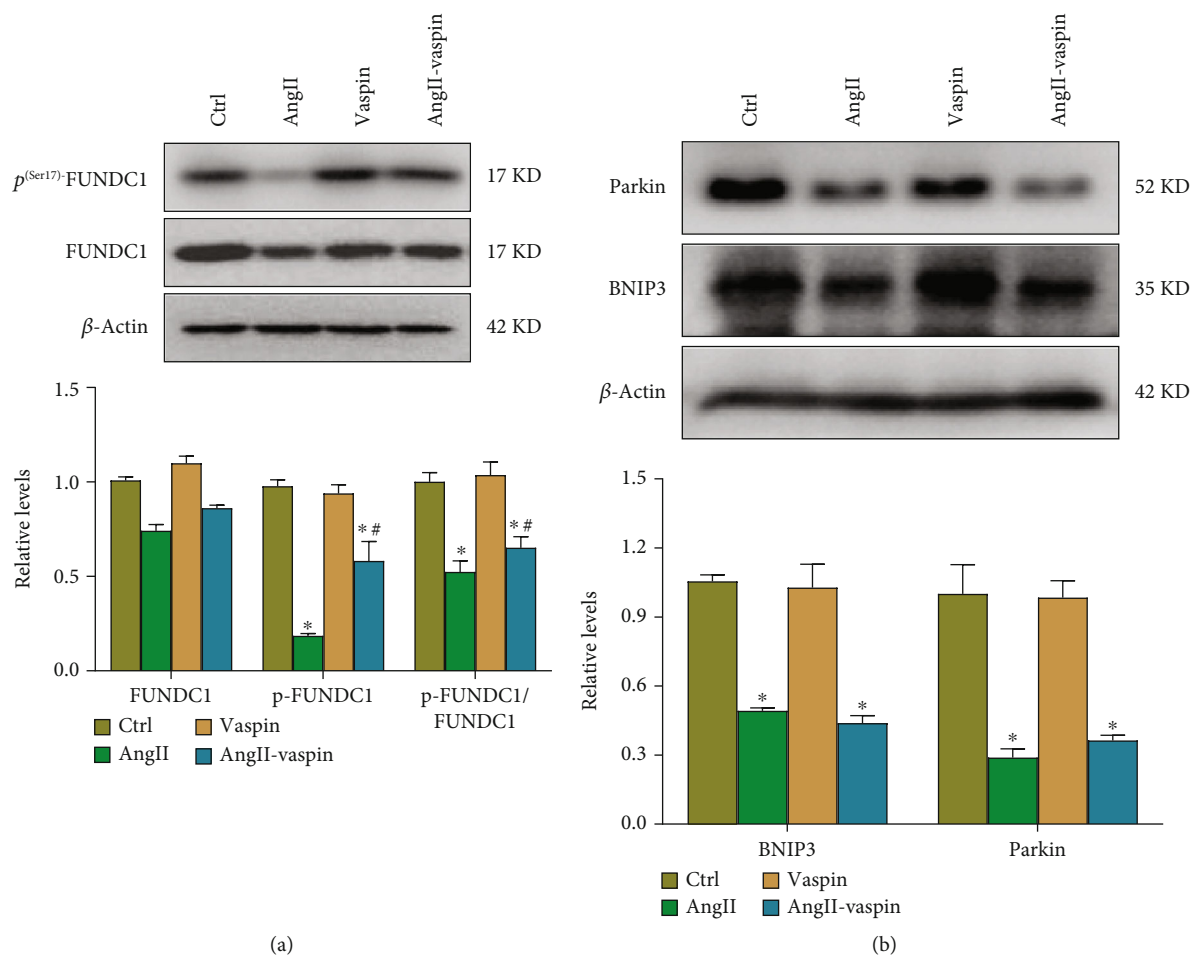 Ctrl
AngII
Vaspin
AngII-vaspin
p(Ser17)-FUNDC1
17 KD
FUNDC1
17 KD
β-Actin
42 KD
1.5
1.0
0.5
0.0
Relative levels
* * # * * #
FUNDC1 p-FUNDC1 p-FUNDC1/
FUNDC1
Ctrl Vaspin
AngII AngII-vaspin
(a)
Ctrl
AngII
Vaspin
AngII-vaspin
Parkin
52 KD
BNIP3
35 KD
β-Actin
42 KD
1.5
1.2
0.9
0.6
0.3
0.0
Relative levels
* * * *
BNIP3 Parkin
Ctrl Vaspin
AngII AngII-vaspin
(b)